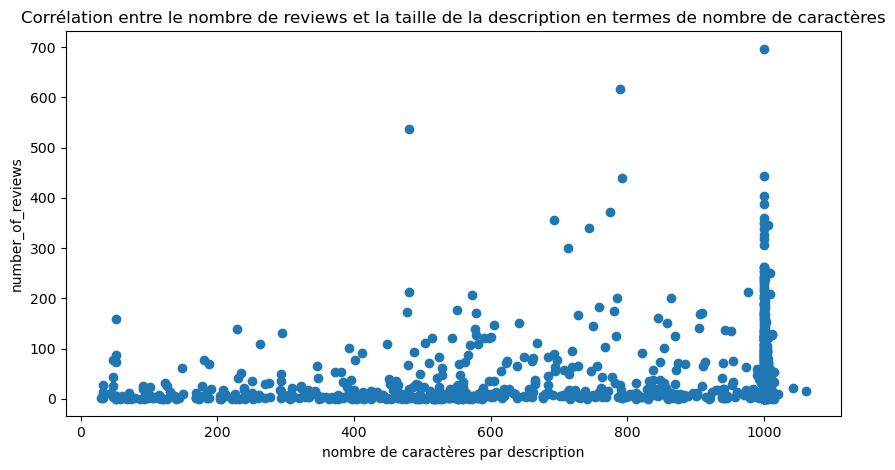 Corrélation entre le nombre de reviews et la taille de la description en termes de nombre de caractères
number_of_reviews
700
600
500
400
300
200
100
0
0 200 400 600 800 1000
nombre de caractères par description